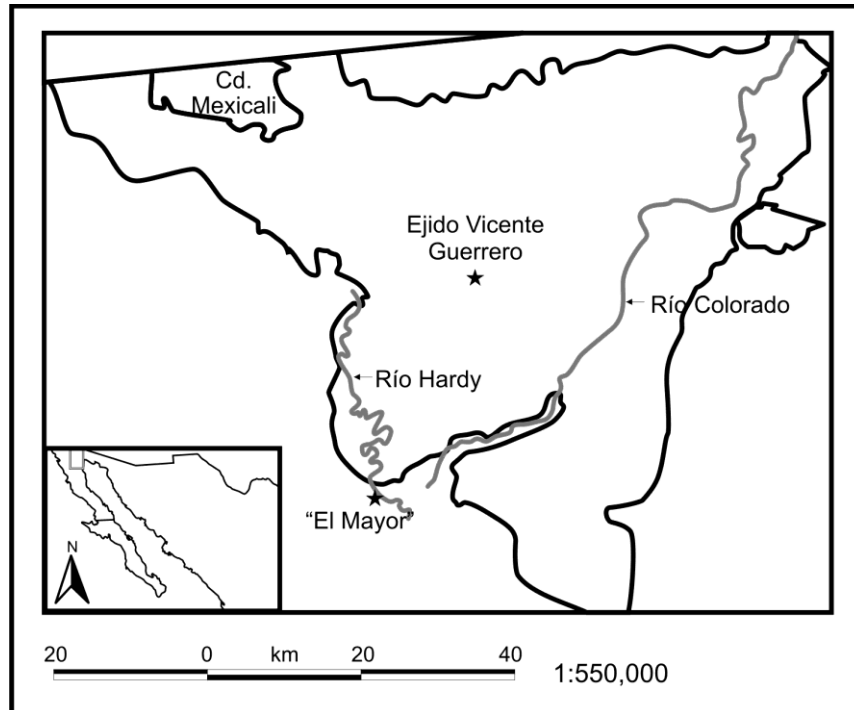 Cd.
Mexicali
Ejido Vicente
Guerrero
Río Colorado
Río Hardy
“El Mayor”
N
20 0 km 20 40
1:550,000